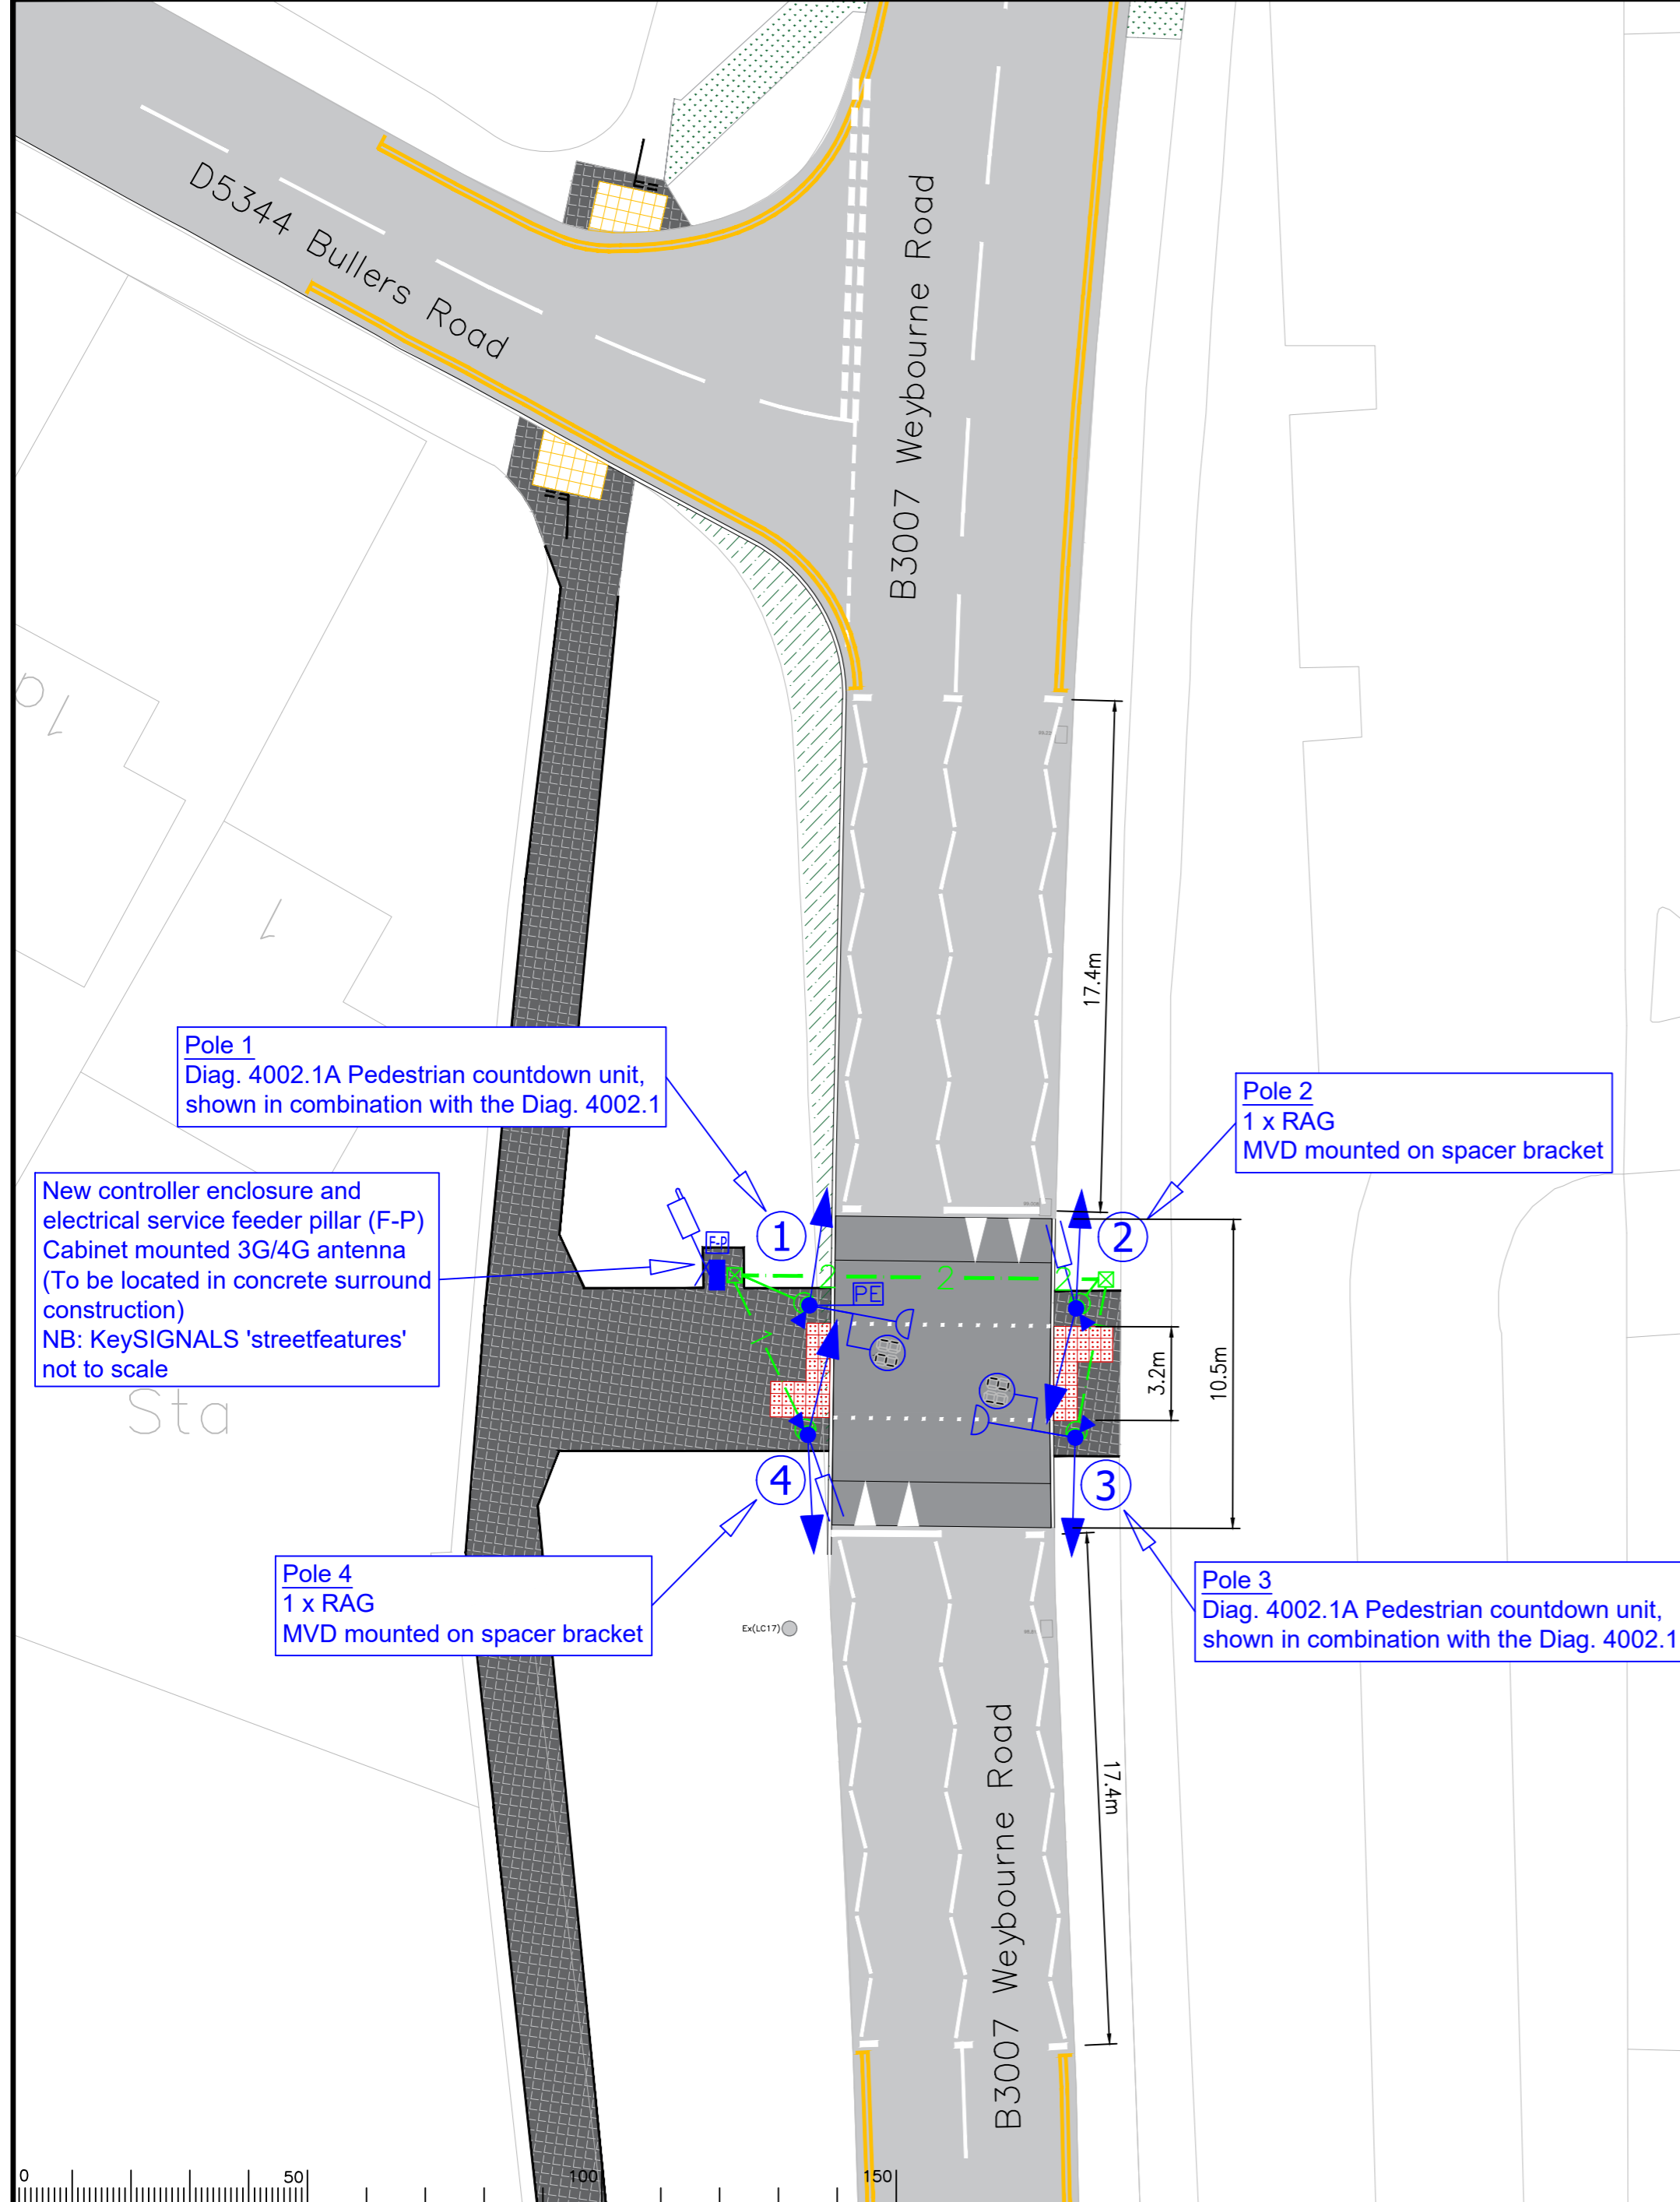 D5344 Bullers Road
B3007 Weybourne Road
1a
1
17.4m
Pole 1
Diag. 4002.1A Pedestrian countdown unit,
shown in combination with the Diag. 4002.1
Pole 2
1 x RAG
MVD mounted on spacer bracket
New controller enclosure and
electrical service feeder pillar (F-P)
Cabinet mounted 3G/4G antenna
(To be located in concrete surround
construction)
NB: KeySIGNALS 'streetfeatures'
not to scale
F-P
1
2
2
2
2
PE
1
3.2m
10.5m
Sta
4
3
Pole 4
1 x RAG
MVD mounted on spacer bracket
Pole 3
Diag. 4002.1A Pedestrian countdown unit,
shown in combination with the Diag. 4002.1
Ex(LC17)
17.4m
B3007 Weybourne Road
0
50
100
150